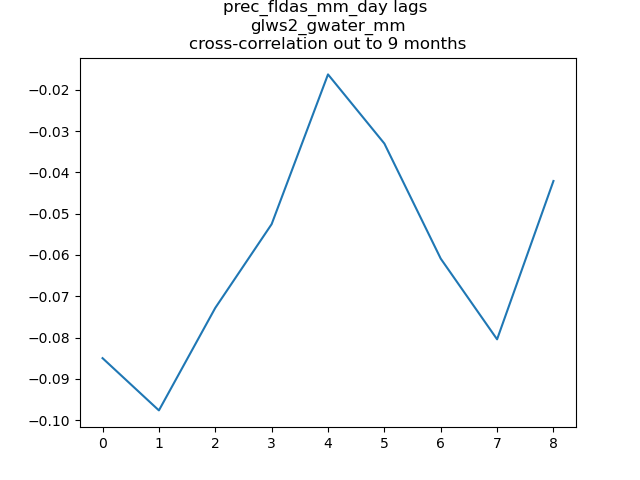 prec_fldas_mm_day lags
glws2_gwater_mm
cross-correlation out to 9 months
−0.02
−0.03
−0.04
−0.05
−0.06
−0.07
−0.08
−0.09
−0.10
0 1 2 3 4 5 6 7 8